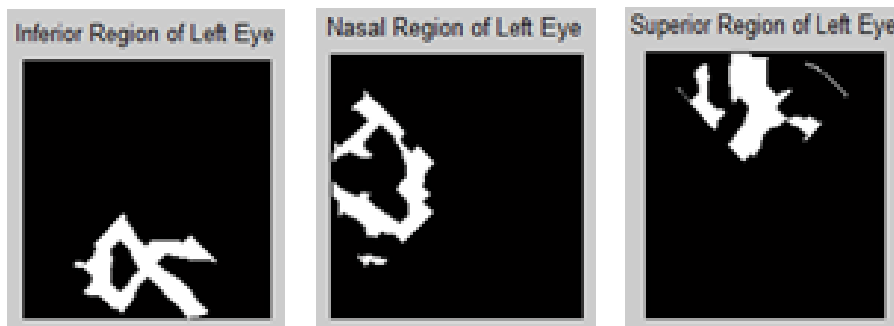 Inferior Region of Left Eye
Nasal Region of Left Eye
Superior Region of Left Eye